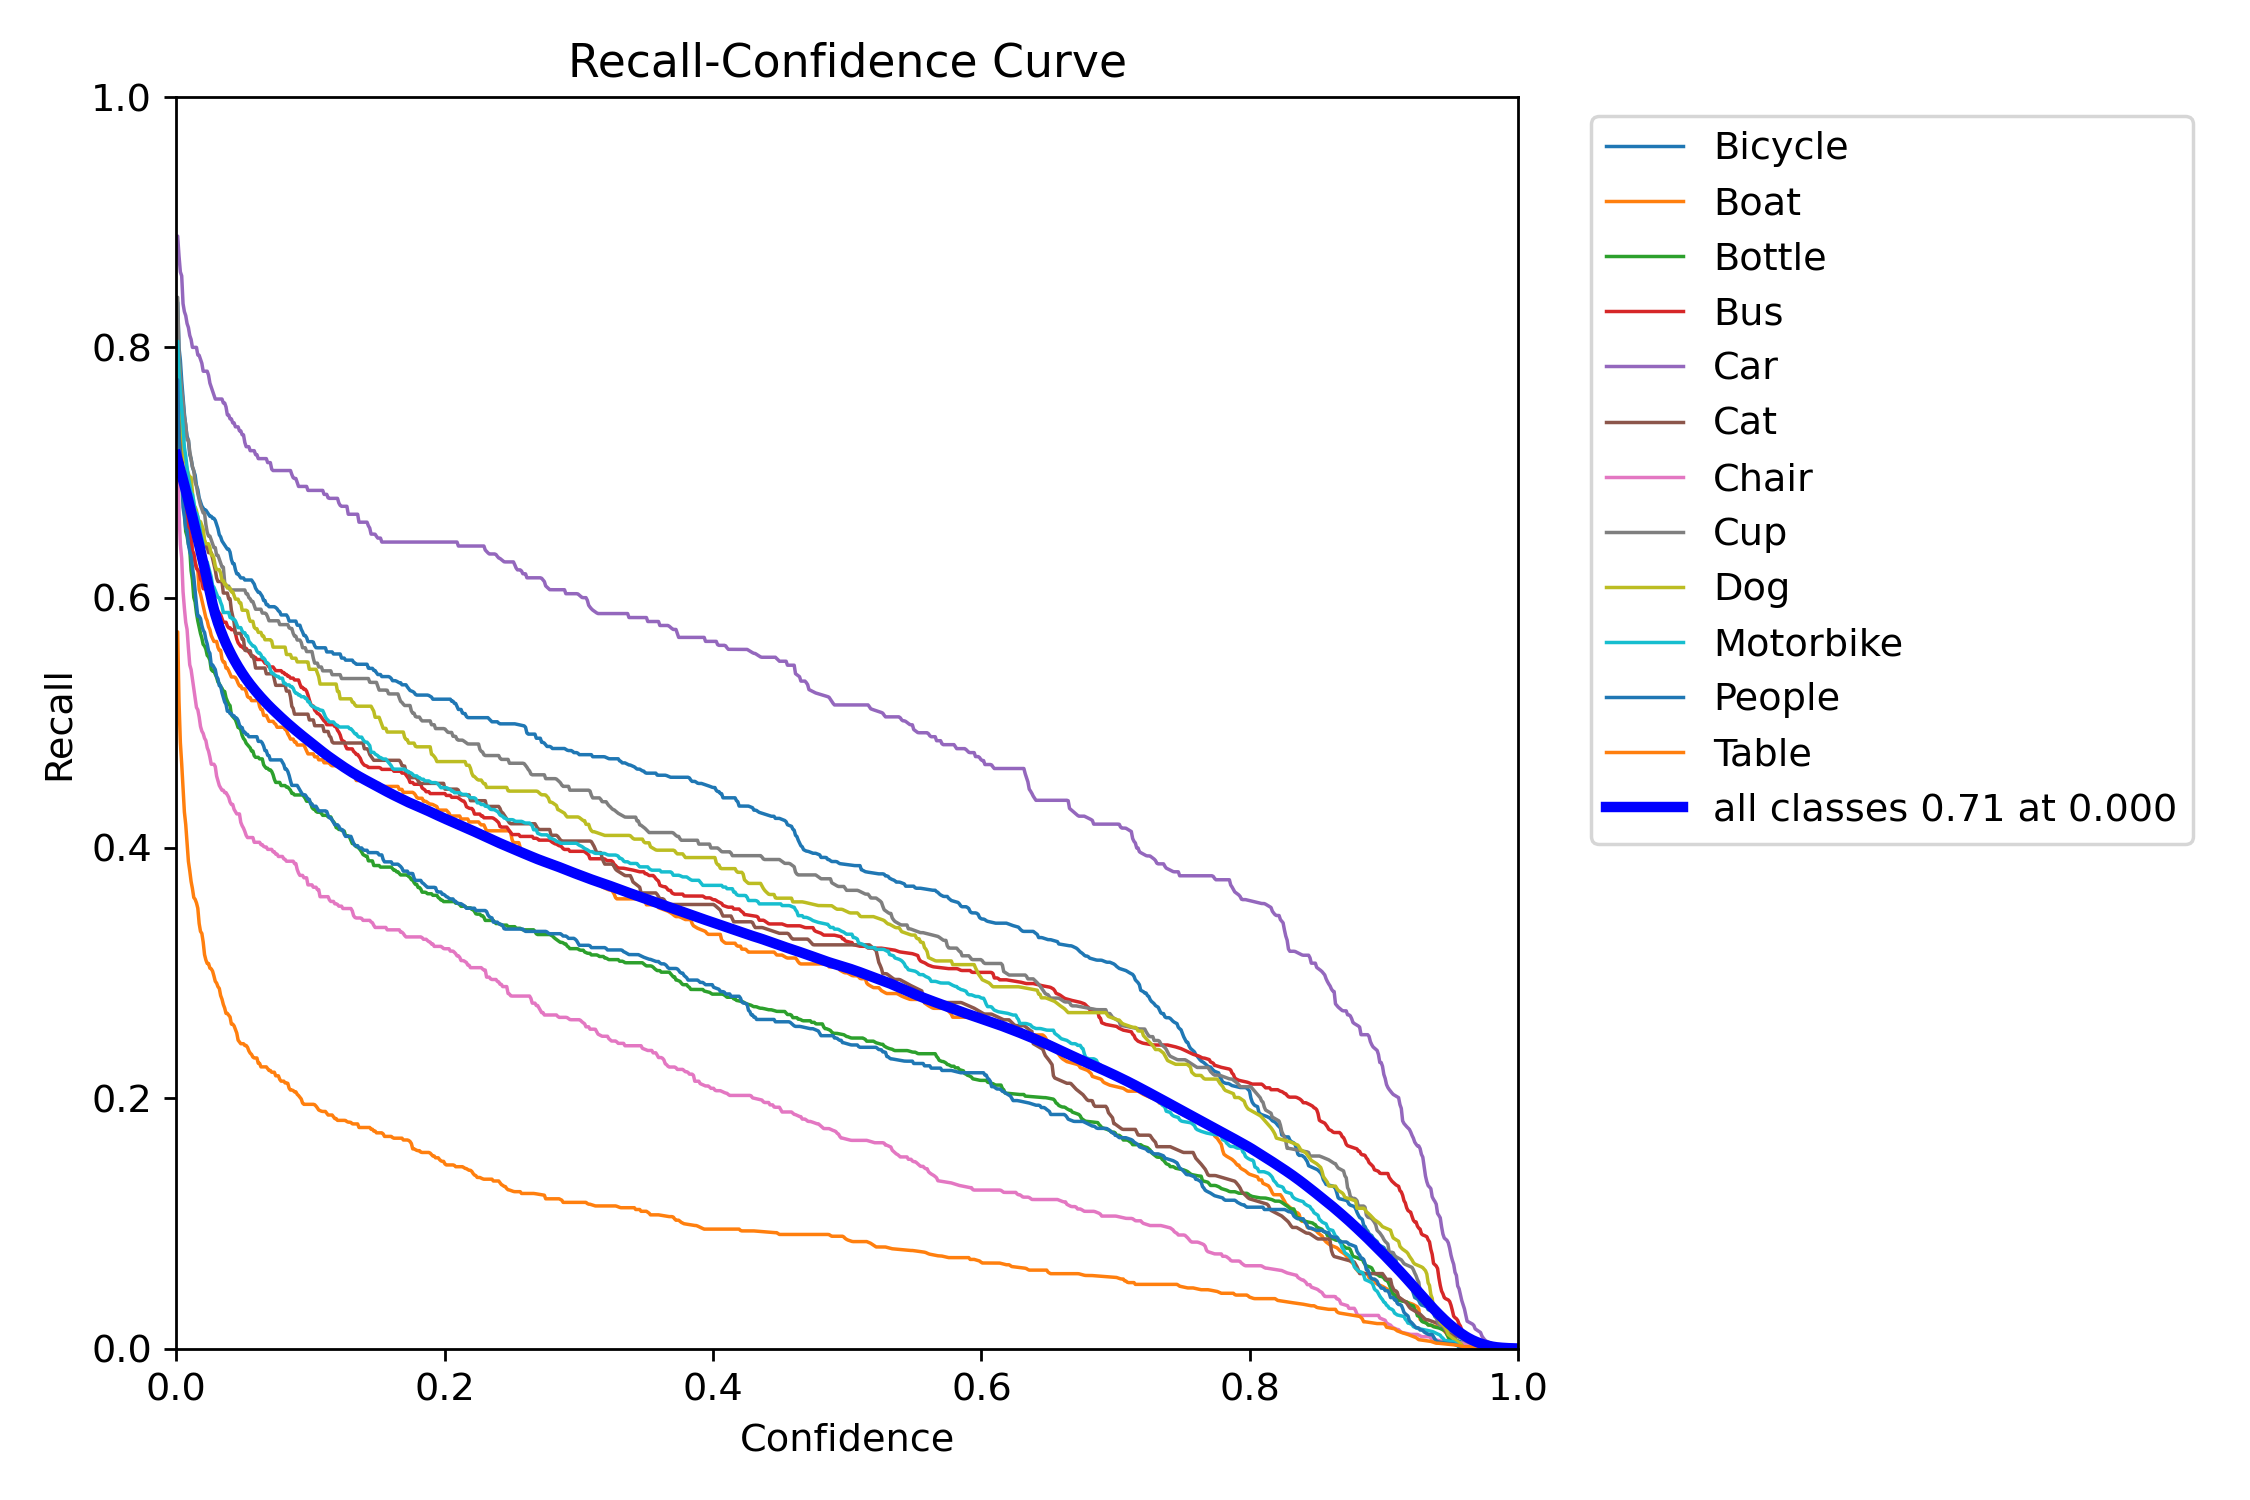 Recall-Confidence Curve
1.0
0.8
0.6
0.4
0.2
0.0
Recall
0.0 0.2 0.4 0.6 0.8 1.0
Confidence
Bicycle
Boat
Bottle
Bus
Car
Cat
Chair
Cup
Dog
Motorbike
People
Table
all classes 0.71 at 0.000